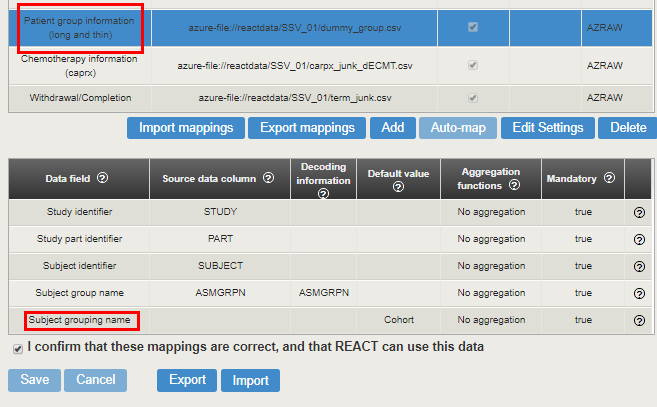 Patient group information
(long and thin)
azure-file://reactdata/SSV_01/dummy_group.csv
AZRAW
Chemotherapy information
(caprx)
azure-file://reactdata/SSV_01/carpx_junk_dECMT.csv
AZRAW
Withdrawal/Completion
azure-file://reactdata/SSV_01/term_junk.csv
AZRAW
Import mappings
Export mappings
Add
Auto-map
Edit Settings
Delete
Data field ?
Source data column ?
Decoding
information
?
Default value
?
Aggregation
functions ?
Mandatory ?
?
Study identifier
STUDY
No aggregation
true
?
Study part identifier
PART
No aggregation
true
?
Subject identifier
SUBJECT
No aggregation
true
?
Subject group name
ASMGRPN
ASMGRPN
No aggregation
true
?
Subject grouping name
Cohort
No aggregation
true
?
I confirm that these mappings are correct, and that REACT can use this data
Save
Cancel
Export
Import